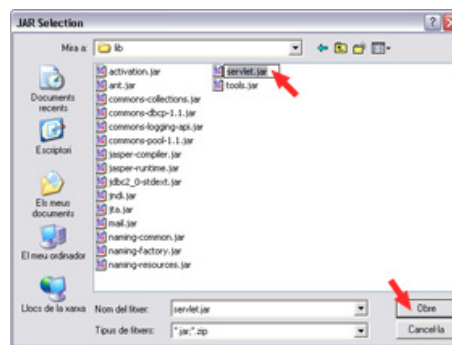 JAR Selection
Mira a:
lib
activation.jar
ant.jar
commons-collections.jar
commons-dbcp-1.1.jar
commons-logging-api.jar
commons-pool-1.1.jar
jasper-compiler.jar
jasper-runtime.jar
jdbc2_0-stdext.jar
jndi.jar
jta.jar
mail.jar
naming-common.jar
naming-factory.jar
naming-resources.jar
servlet.jar
tools.jar
Documents
recents
Escriptori
Els meus
documents
El meu ordinador
Llocs de la xarxa
Nom del fitxer:
servlet.jar
Obre
Tipus de fitxers:
*.jar;*.zip
Cancel·la